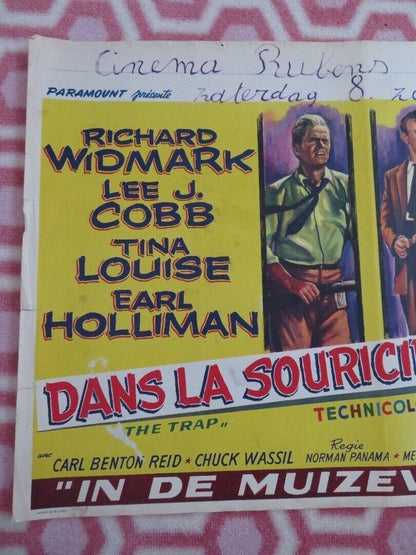 Cinema Rubens
PARAMOUNT présente
zaterdag 8
RICHARD
WIDMARK
LEE J.
COBB
TINA
LOUISE
EARL
HOLLIMAN
DANS LA SOURICI
"THE TRAP"
TECHNICOL
avec
CARL BENTON REID ★ CHUCK WASSIL
Regie
NORMAN PANAMA ★ ME
"IN DE MUIZEV